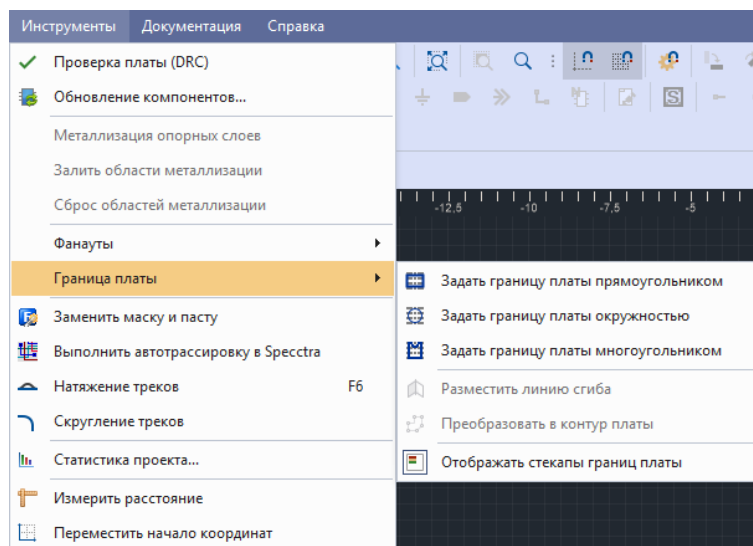 Инструменты Документация Справка
Проверка платы (DRC)
Обновление компонентов...
Металлизация опорных слоев
Залить области металлизации
Сброс областей металлизации
-12,5 -10 -7,5 -5
Фанауты
Граница платы
Задать границу платы прямоугольником
Заменить маску и пасту
Задать границу платы окружностью
Выполнить автотрассировку в Specctra
Задать границу платы многоугольником
Натяжение треков F6
Разместить линию сгиба
Скругление треков
Преобразовать в контур платы
Статистика проекта...
Отображать стекапы границ платы
Измерить расстояние
Переместить начало координат